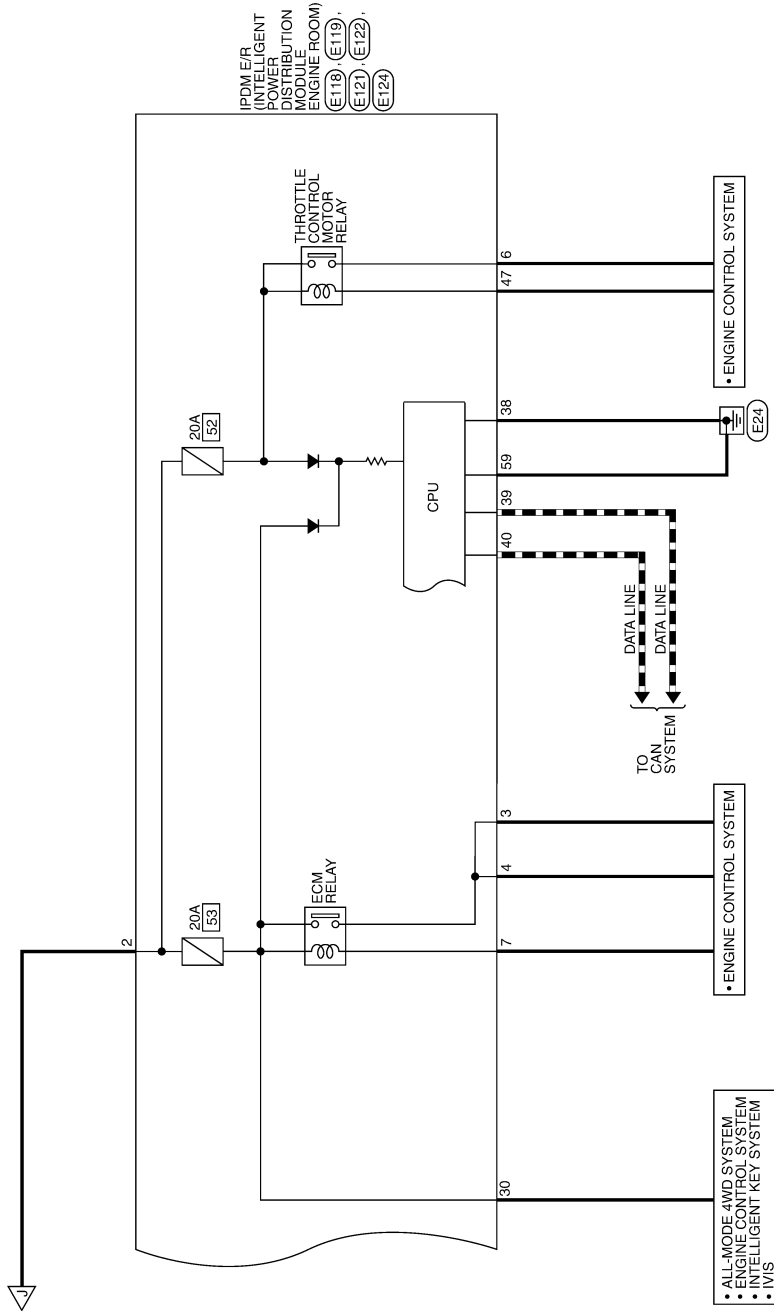 J
2
20A
53
20A
52
ECM
RELAY
THROTTLE
CONTROL
MOTOR
RELAY
IPDM E/R
(INTELLIGENT
POWER
DISTRIBUTION
MODULE
ENGINE ROOM)
E118 , E119 ,
E121 , E122 ,
E124
CPU
30
7
4
3
40
39
59
38
47
6
DATA LINE
DATA LINE
TO
CAN
SYSTEM
E24
• ALL-MODE 4WD SYSTEM
• ENGINE CONTROL SYSTEM
• INTELLIGENT KEY SYSTEM
• IVIS
• ENGINE CONTROL SYSTEM
• ENGINE CONTROL SYSTEM